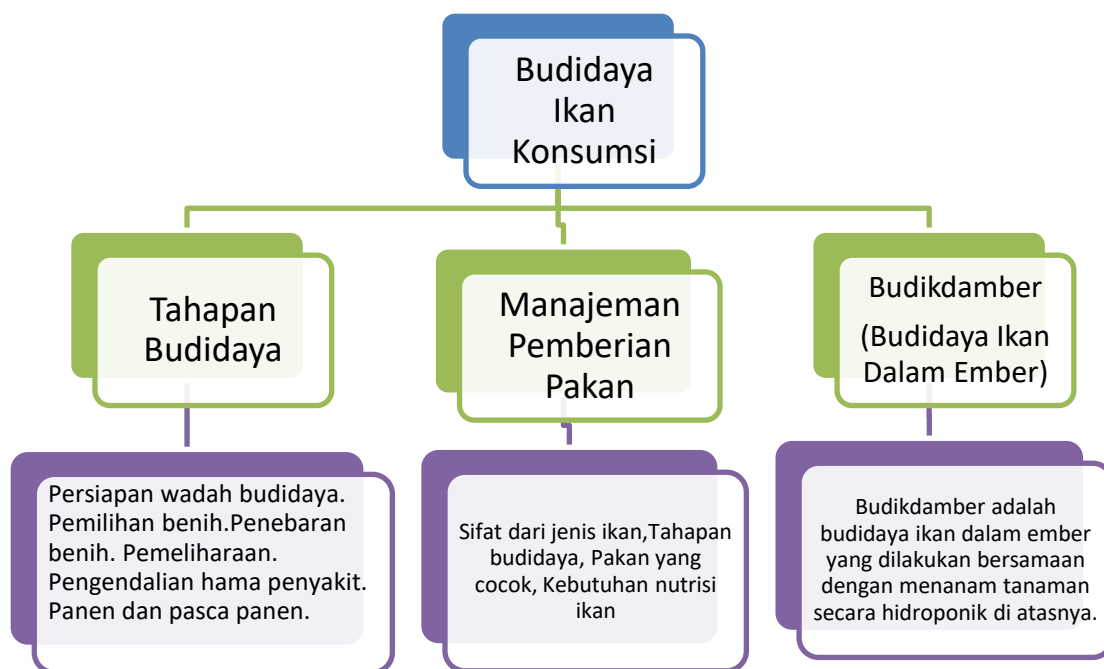 Budidaya
Ikan
Konsumsi
Tahapan
Budidaya
Manajeman
Pemberian
Pakan
Budikdamber
(Budidaya Ikan
Dalam Ember)
Persiapan wadah budidaya.
Pemilihan benih.Penebaran
benih. Pemeliharaan.
Pengendalian hama penyakit.
Panen dan pasca panen.
Sifat dari jenis ikan,Tahapan
budidaya, Pakan yang
cocok, Kebutuhan nutrisi
ikan
Budikdamber adalah
budidaya ikan dalam ember
yang dilakukan bersamaan
dengan menanam tanaman
secara hidroponik di atasnya.